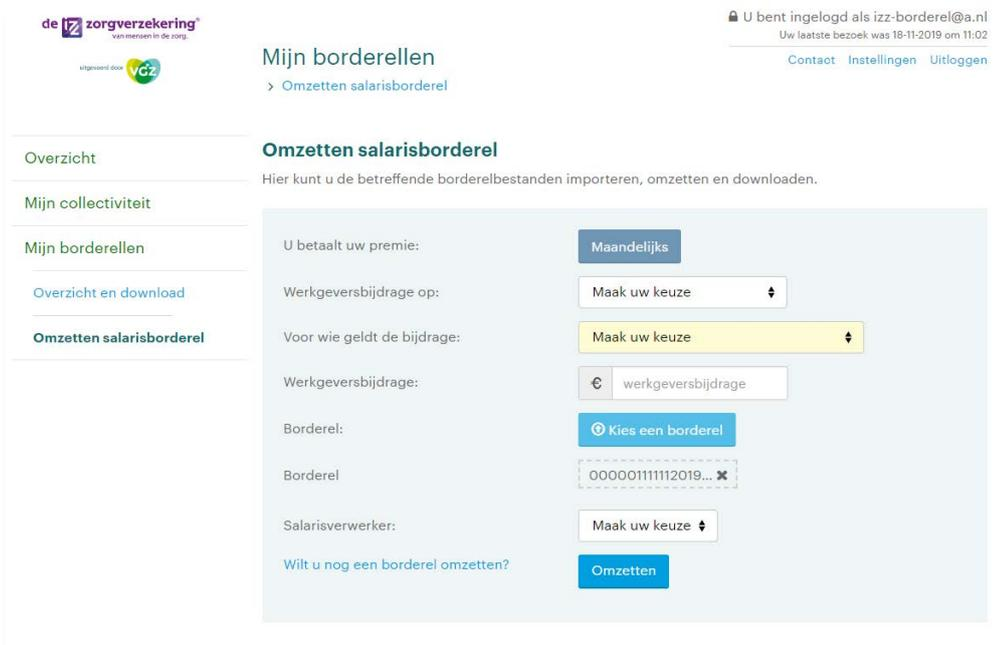 de IZZ zorgverzekering®
van mensen in de zorg.
uitgevoerd door VGZ
U bent ingelogd als izz-borderel@a.nl
Uw laatste bezoek was 18-11-2019 om 11:02
Contact Instellingen Uitloggen
Mijn borderellen
> Omzetten salarisborderel
Overzicht
Mijn collectiviteit
Mijn borderellen
Overzicht en download
Omzetten salarisborderel
Omzetten salarisborderel
Hier kunt u de betreffende borderelbestanden importeren, omzetten en downloaden.
U betaalt uw premie: Maandelijks
Werkgeversbijdrage op: Maak uw keuze
Voor wie geldt de bijdrage: Maak uw keuze
Werkgeversbijdrage: € werkgeversbijdrage
Borderel: Kies een borderel
Borderel 000001111112019... ✖
Salarisverwerker: Maak uw keuze
Wilt u nog een borderel omzetten? Omzetten